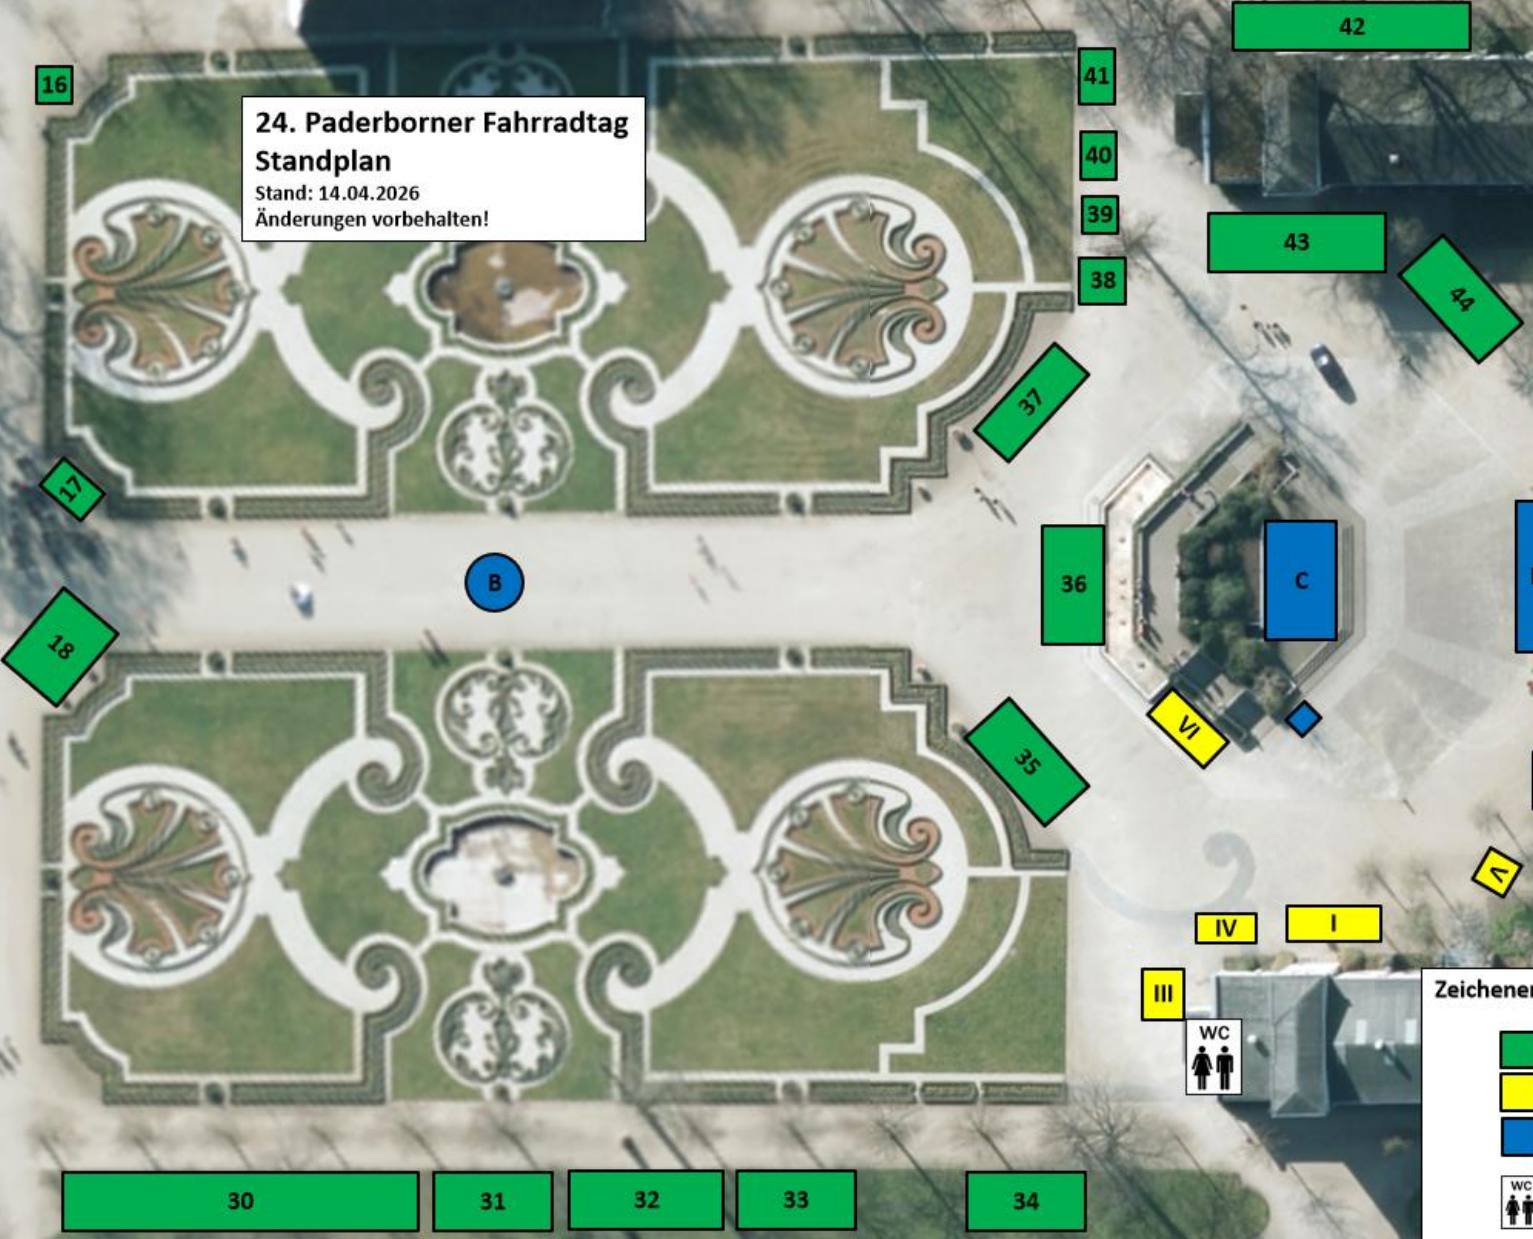 42
16
41
24. Paderborner Fahrradtag
Standplan
Stand: 14.04.2026
Änderungen vorbehalten!
40
39
43
38
44
37
17
B
36
C
18
VI
35
V
IV
I
III
Zeichener
WC
WC
30
31
32
33
34